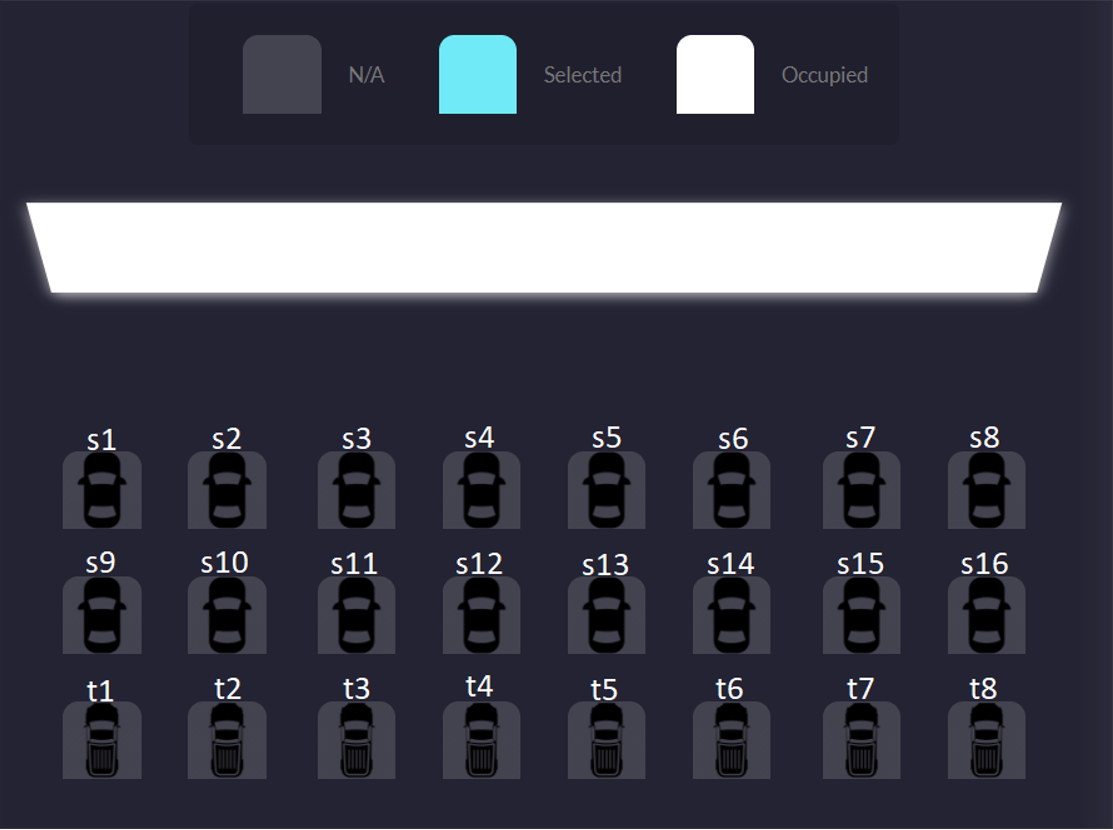 N/A Selected Occupied
s1 s2 s3 s4 s5 s6 s7 s8
s9 s10 s11 s12 s13 s14 s15 s16
t1 t2 t3 t4 t5 t6 t7 t8